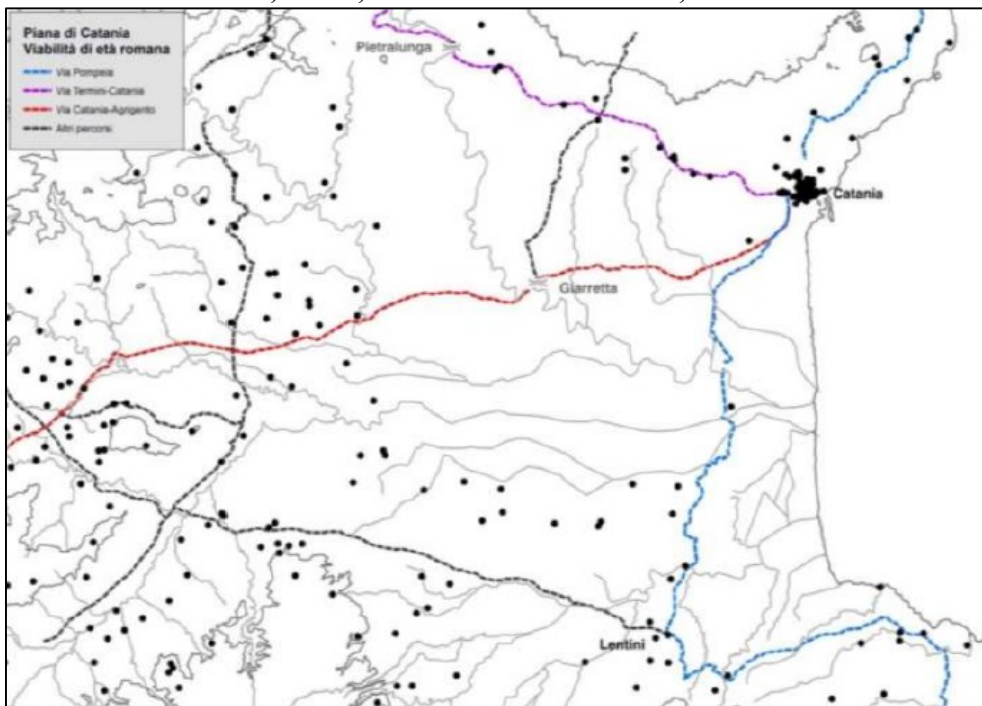 Piana di Catania
Viabilità di età romana
Via Pompeia
Via Termini-Catania
Via Catania-Agrigento
Altri percorsi
Pietralunga
Catania
Giarretta
Lentini